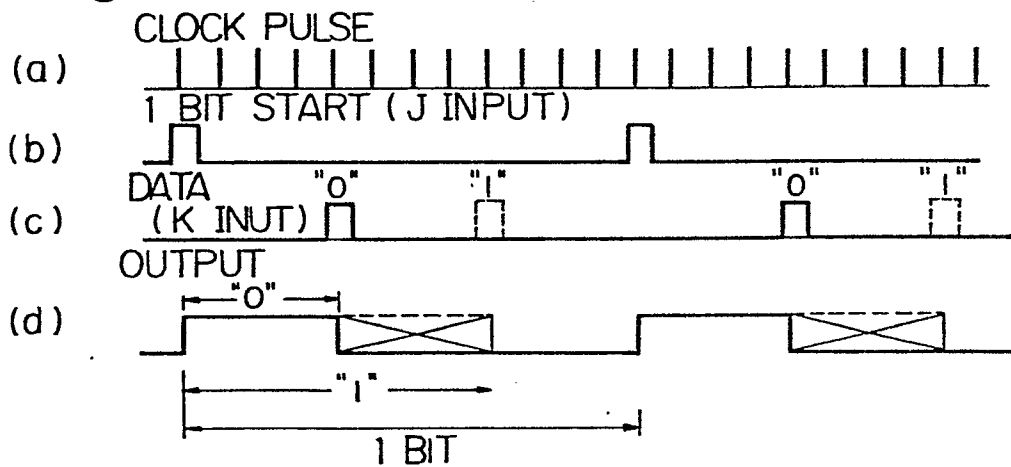 CLOCK PULSE
(a)
1 BIT START (J INPUT)
(b)
DATA "0" "1" "0" "1"
(c) (K INUT)
OUTPUT
"0"
(d)
"1"
1 BIT